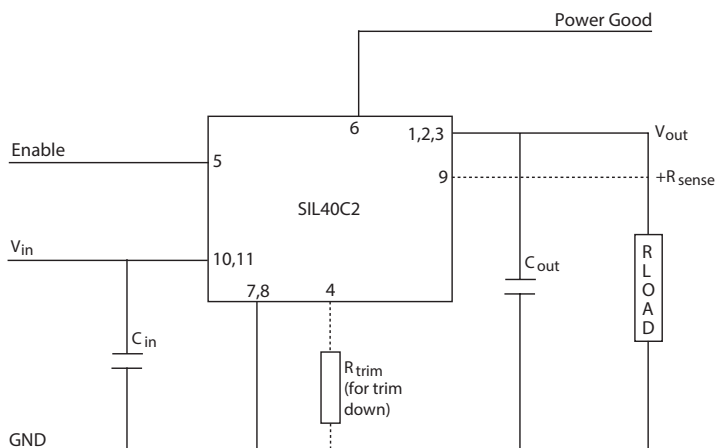 Power Good
6
1,2,3
Vout
Enable
5
9
+Rsense
SIL40C2
Vin
10,11
7,8
4
Cout
RLOAD
Cin
Rtrim
(for trim
down)
GND